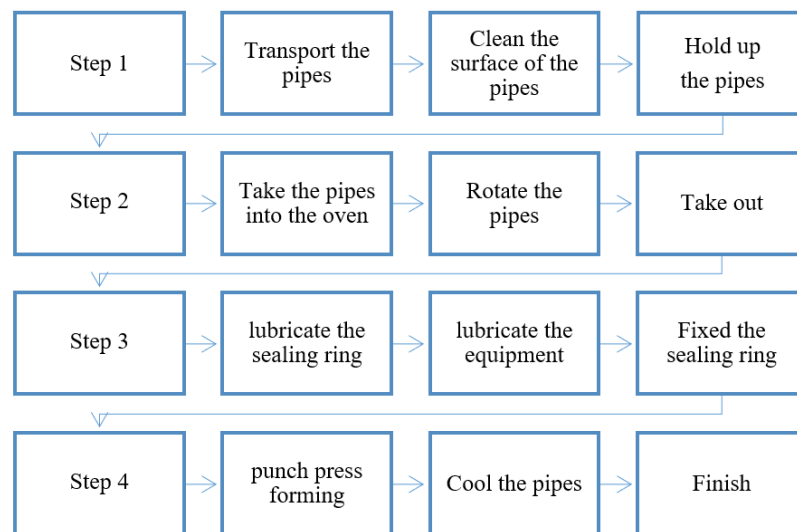 Step 1
Transport the
pipes
Clean the
surface of the
pipes
Hold up
the pipes
Step 2
Take the pipes
into the oven
Rotate the
pipes
Take out
Step 3
lubricate the
sealing ring
lubricate the
equipment
Fixed the
sealing ring
Step 4
punch press
forming
Cool the pipes
Finish